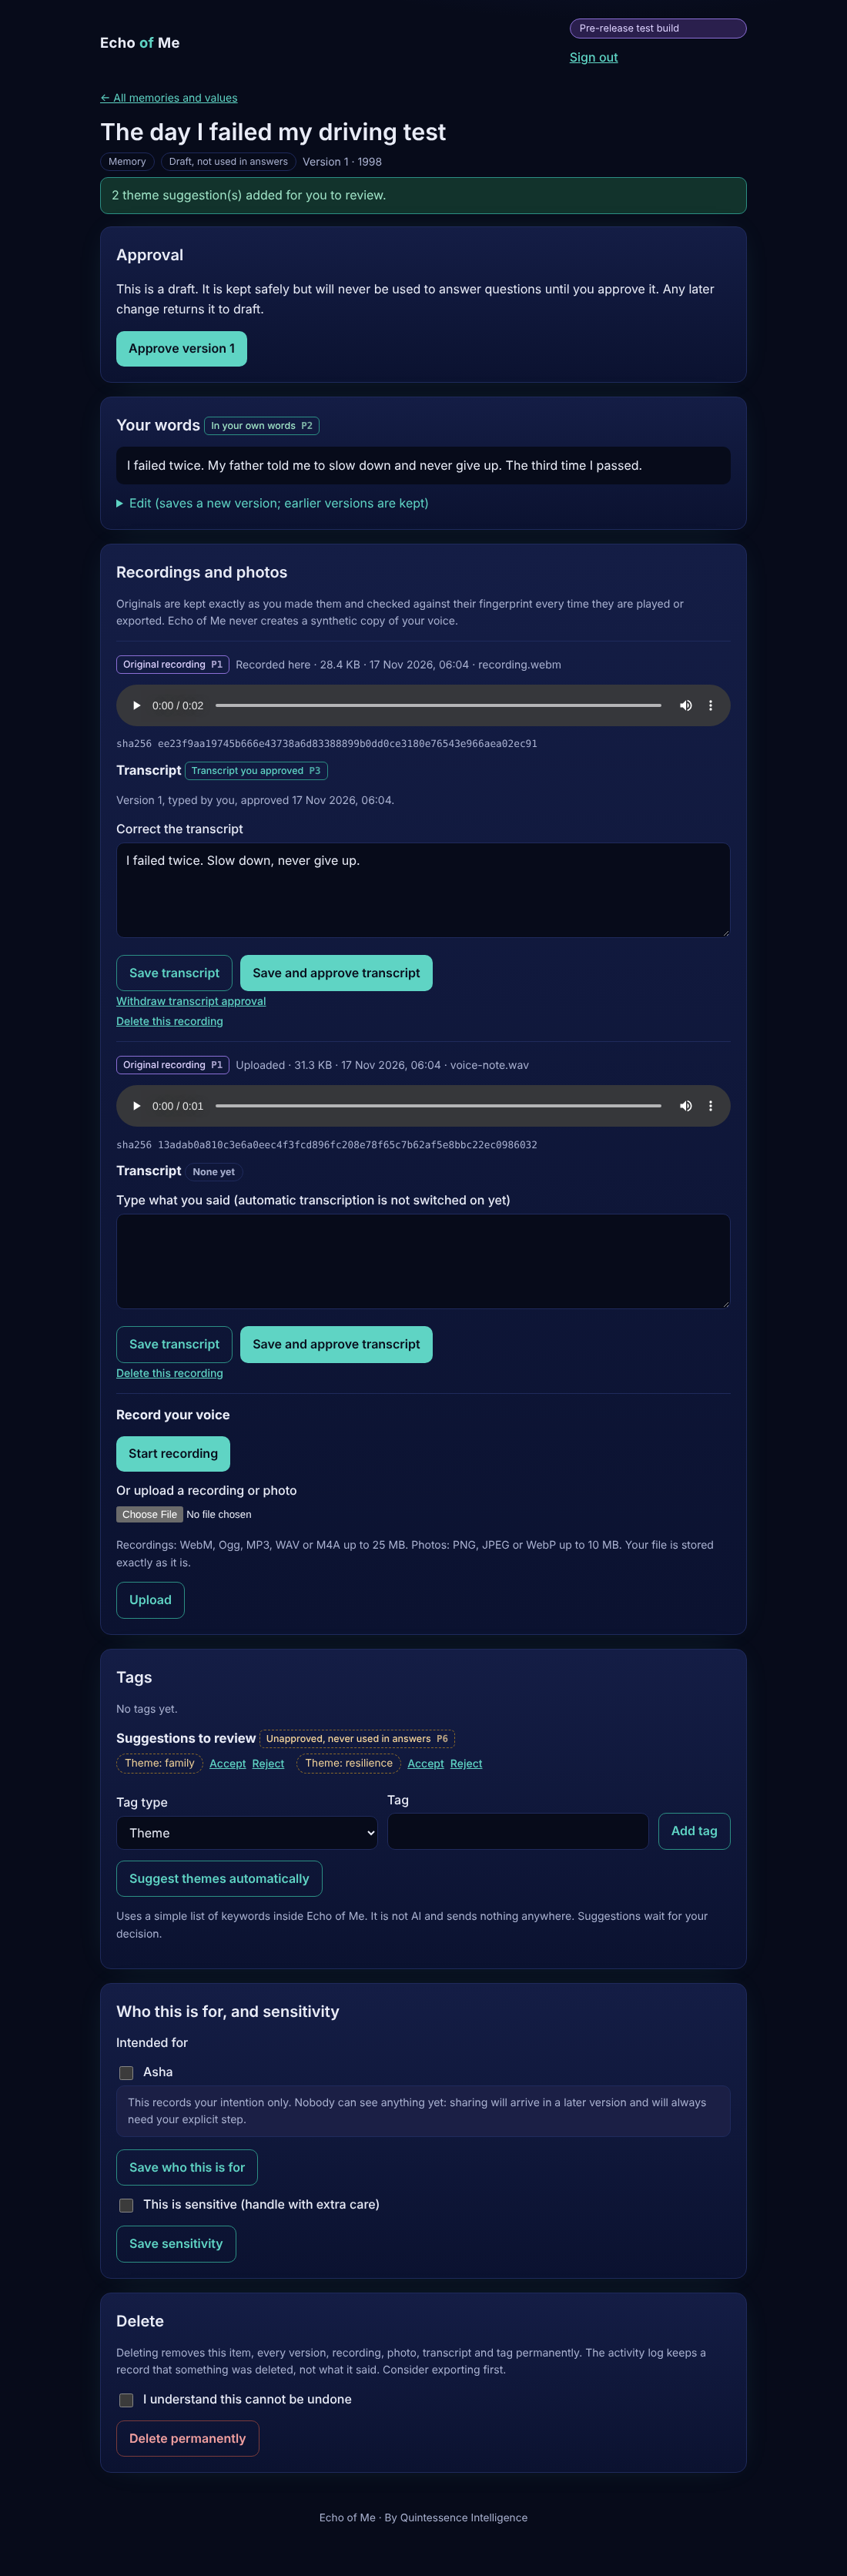 Echo of Me
Pre-release test build
Sign out
← All memories and values
The day I failed my driving test
Memory Draft, not used in answers Version 1 · 1998
2 theme suggestion(s) added for you to review.
Approval
This is a draft. It is kept safely but will never be used to answer questions until you approve it. Any later
change returns it to draft.
Approve version 1
Your words In your own words P2
I failed twice. My father told me to slow down and never give up. The third time I passed.
▶ Edit (saves a new version; earlier versions are kept)
Recordings and photos
Originals are kept exactly as you made them and checked against their fingerprint every time they are played or
exported. Echo of Me never creates a synthetic copy of your voice.
Original recording P1 Recorded here · 28.4 KB · 17 Nov 2026, 06:04 · recording.webm
0:00 / 0:02
sha256 ee23f9aa19745b666e43738a6d83388899b0dd0ce3180e76543e966aea02ec91
Transcript Transcript you approved P3
Version 1, typed by you, approved 17 Nov 2026, 06:04.
Correct the transcript
I failed twice. Slow down, never give up.
Save transcript Save and approve transcript
Withdraw transcript approval
Delete this recording
Original recording P1 Uploaded · 31.3 KB · 17 Nov 2026, 06:04 · voice-note.wav
0:00 / 0:01
sha256 13adab0a810c3e6a0eec4f3fcd896fc208e78f65c7b62af5e8bbc22ec0986032
Transcript None yet
Type what you said (automatic transcription is not switched on yet)
Save transcript Save and approve transcript
Delete this recording
Record your voice
Start recording
Or upload a recording or photo
Choose File No file chosen
Recordings: WebM, Ogg, MP3, WAV or M4A up to 25 MB. Photos: PNG, JPEG or WebP up to 10 MB. Your file is stored
exactly as it is.
Upload
Tags
No tags yet.
Suggestions to review Unapproved, never used in answers P6
Theme: family Accept Reject Theme: resilience Accept Reject
Tag type Tag
Theme Add tag
Suggest themes automatically
Uses a simple list of keywords inside Echo of Me. It is not AI and sends nothing anywhere. Suggestions wait for your
decision.
Who this is for, and sensitivity
Intended for
Asha
This records your intention only. Nobody can see anything yet: sharing will arrive in a later version and will always
need your explicit step.
Save who this is for
This is sensitive (handle with extra care)
Save sensitivity
Delete
Deleting removes this item, every version, recording, photo, transcript and tag permanently. The activity log keeps a
record that something was deleted, not what it said. Consider exporting first.
I understand this cannot be undone
Delete permanently
Echo of Me · By Quintessence Intelligence